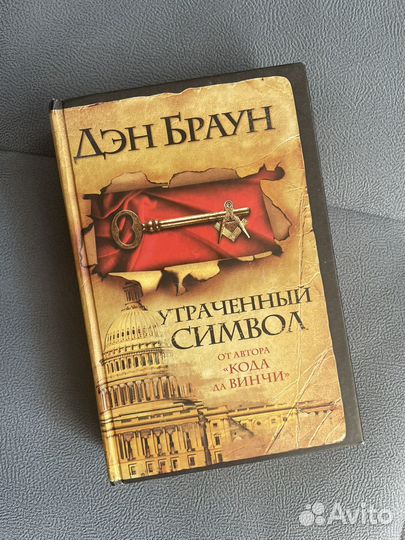 Дэн Браун
Утраченный
символ
от автора
«Кода
да Винчи»
Avito